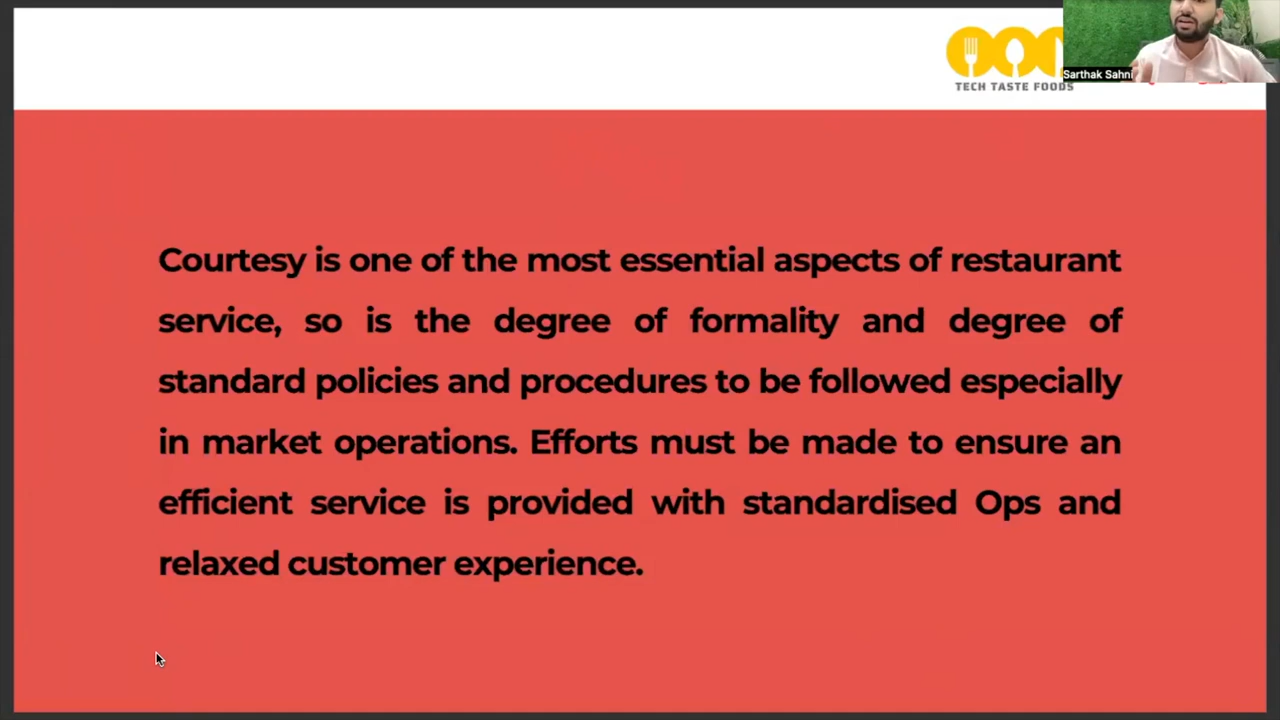 TECH TASTE FOODS
Sarthak Sahni
Courtesy is one of the most essential aspects of restaurant
service, so is the degree of formality and degree of
standard policies and procedures to be followed especially
in market operations. Efforts must be made to ensure an
efficient service is provided with standardised Ops and
relaxed customer experience.